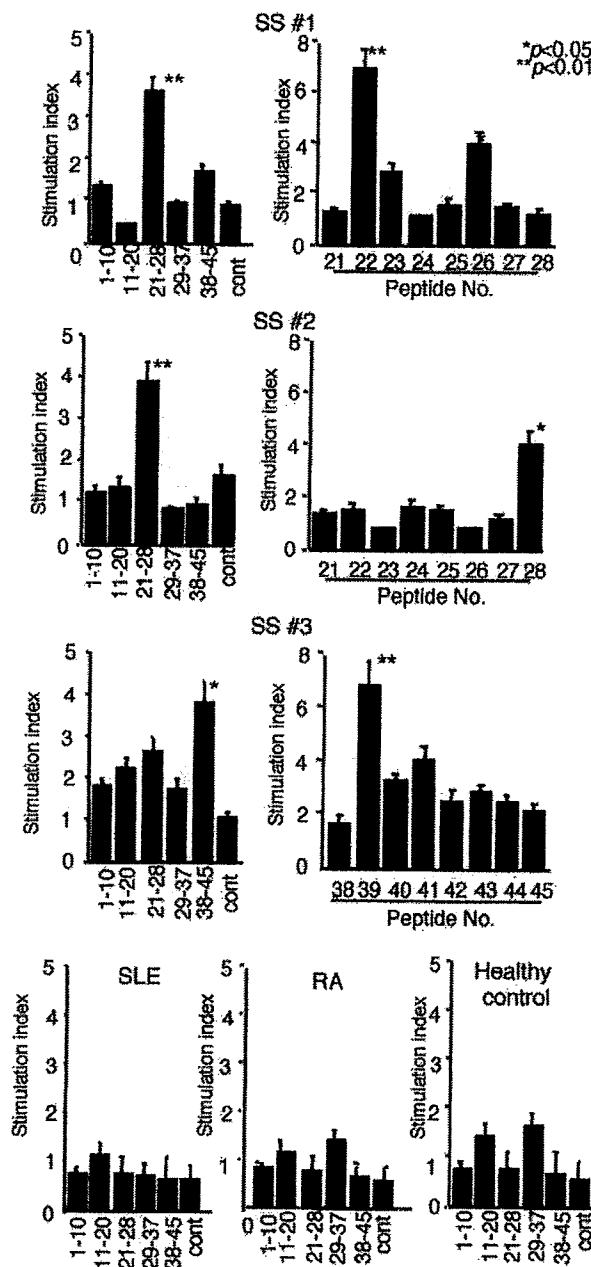 SS #1
*p<0.05
**p<0.01
Stimulation index
5
4
3
2
1
0
**
1-10
11-20
21-28
29-37
38-45
cont
Stimulation index
8
6
4
2
0
**
21 22 23 24 25 26 27 28
Peptide No.
SS #2
Stimulation index
5
4
3
2
1
0
**
1-10
11-20
21-28
29-37
38-45
cont
Stimulation index
8
6
4
2
0
*
21 22 23 24 25 26 27 28
Peptide No.
SS #3
Stimulation index
5
4
3
2
1
0
*
1-10
11-20
21-28
29-37
38-45
cont
Stimulation index
8
6
4
2
0
**
38 39 40 41 42 43 44 45
Peptide No.
SLE
Stimulation index
5
4
3
2
1
0
1-10
11-20
21-28
29-37
38-45
cont
RA
Stimulation index
5
4
3
2
1
0
1-10
11-20
21-28
29-37
38-45
cont
Healthy
control
Stimulation index
5
4
3
2
1
0
1-10
11-20
21-28
29-37
38-45
cont